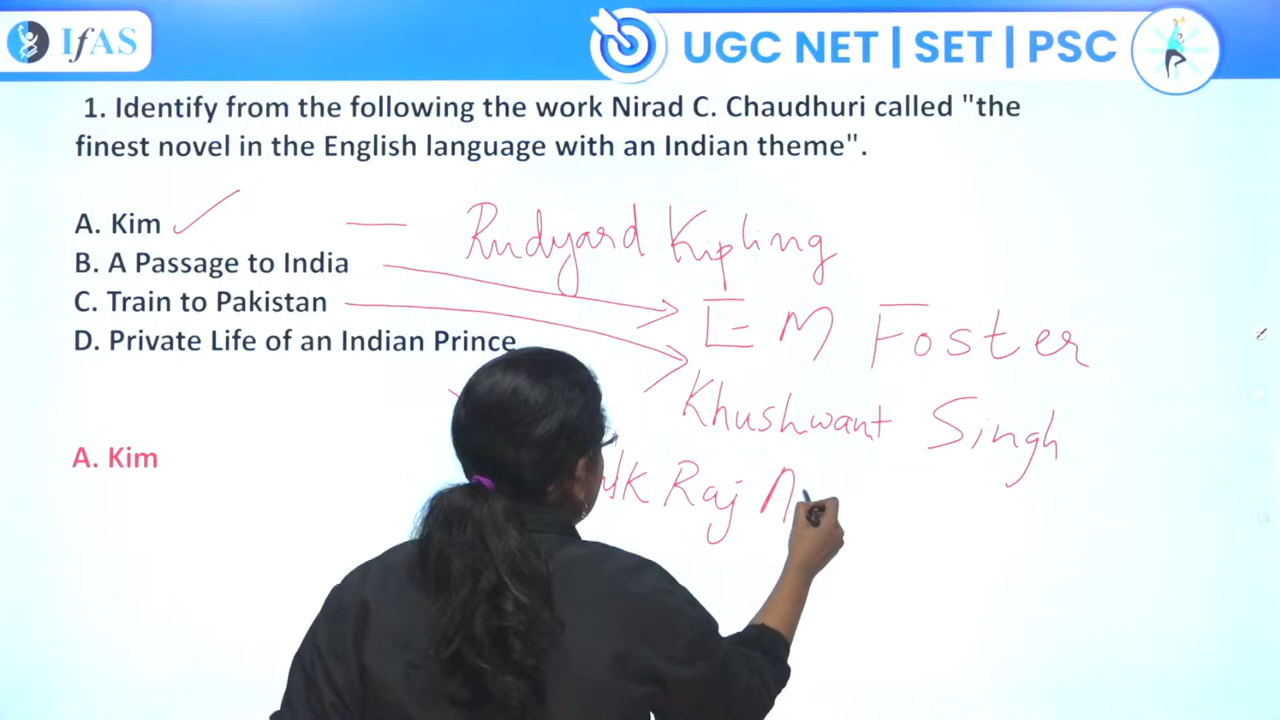 IfAS
UGC NET | SET | PSC
1. Identify from the following the work Nirad C. Chaudhuri called "the
finest novel in the English language with an Indian theme".
A. Kim ✓ — Rudyard Kipling
B. A Passage to India
EM Foster
C. Train to Pakistan
Khushwant Singh
D. Private Life of an Indian Prince
Raj
A. Kim